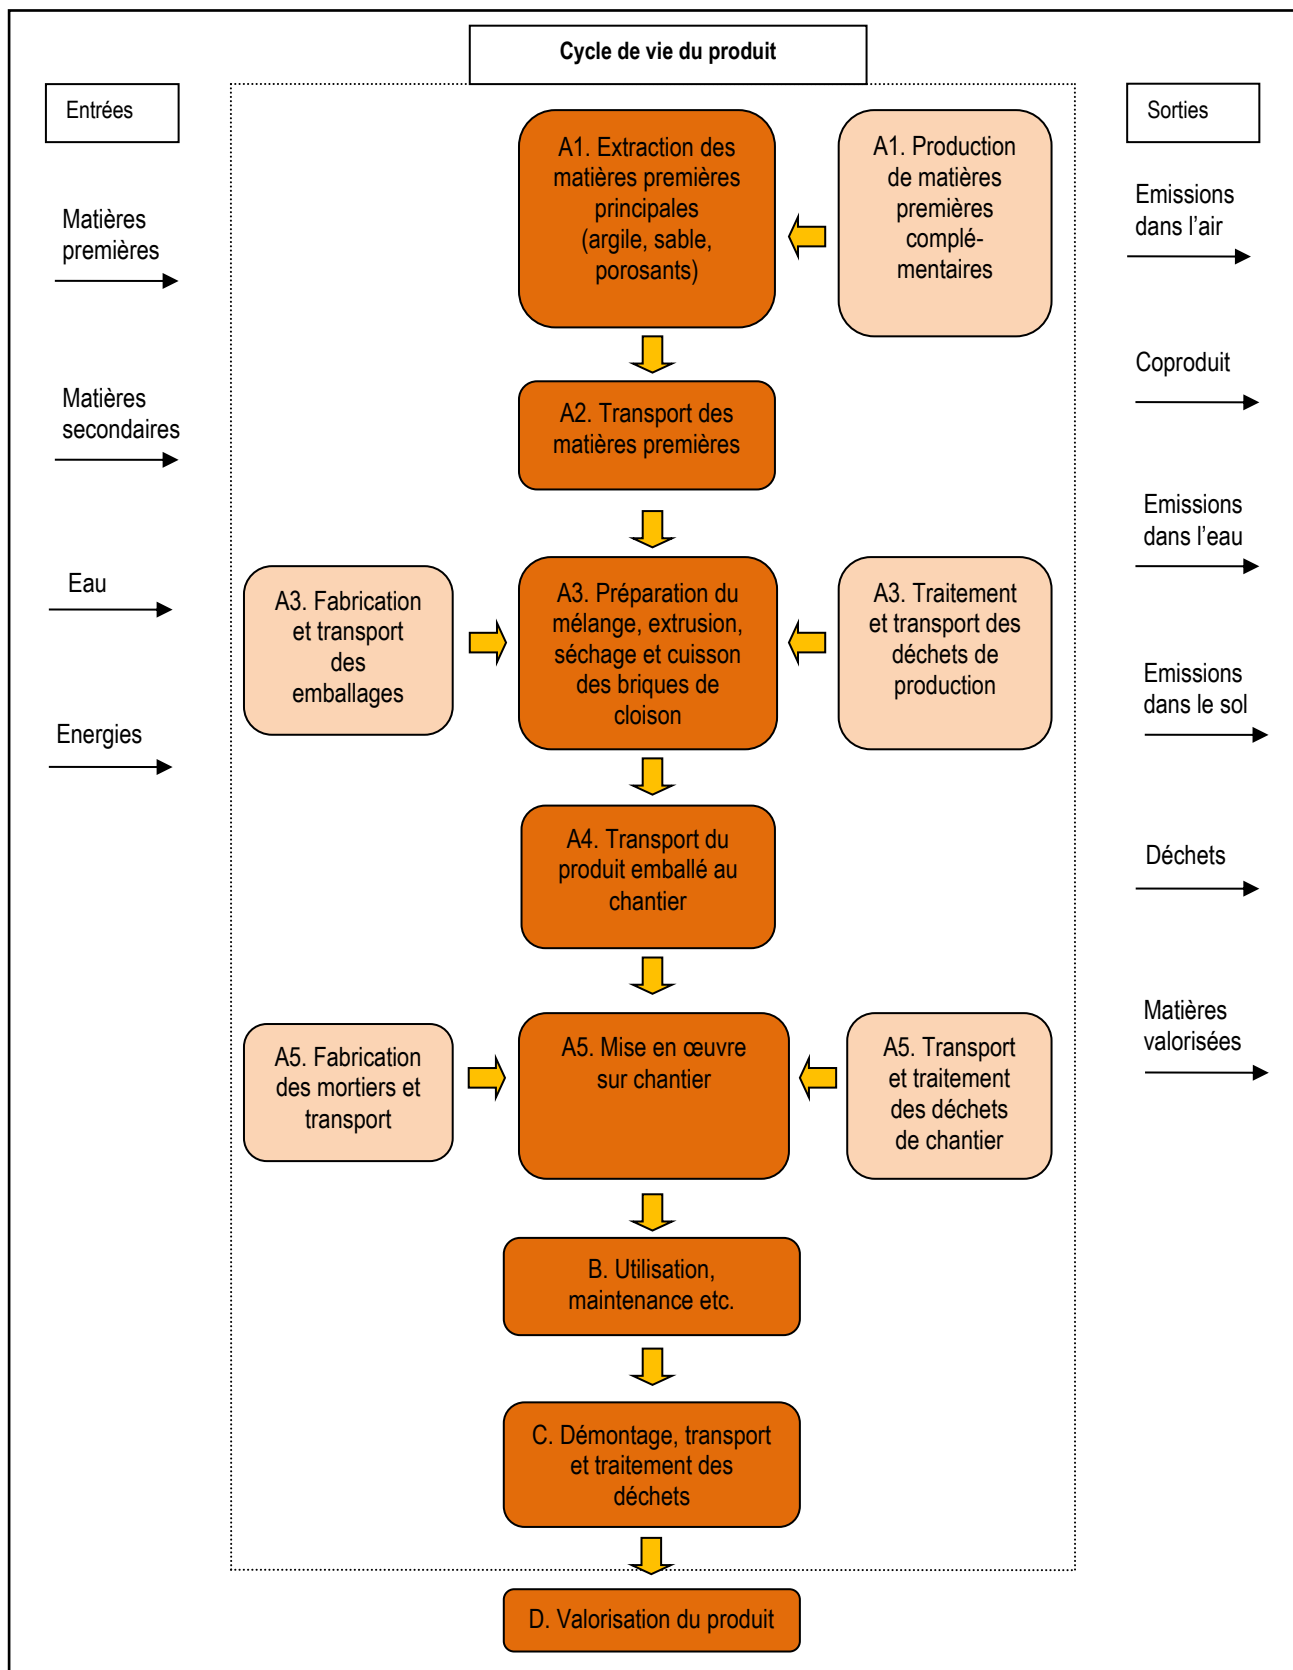 Cycle de vie du produit
Entrées
Matières
premières
Matières
secondaires
Eau
Energies
A1. Extraction des
matières premières
principales
(argile, sable,
porosants)
A1. Production
de matières
premières
complé-
mentaires
A2. Transport des
matières premières
A3. Fabrication
et transport
des
emballages
A3. Préparation du
mélange, extrusion,
séchage et cuisson
des briques de
cloison
A3. Traitement
et transport des
déchets de
production
A4. Transport du
produit emballé au
chantier
A5. Fabrication
des mortiers et
transport
A5. Mise en œuvre
sur chantier
A5. Transport
et traitement
des déchets
de chantier
B. Utilisation,
maintenance etc.
C. Démontage, transport
et traitement des
déchets
D. Valorisation du produit
Sorties
Emissions
dans l’air
Coproduit
Emissions
dans l’eau
Emissions
dans le sol
Déchets
Matières
valorisées